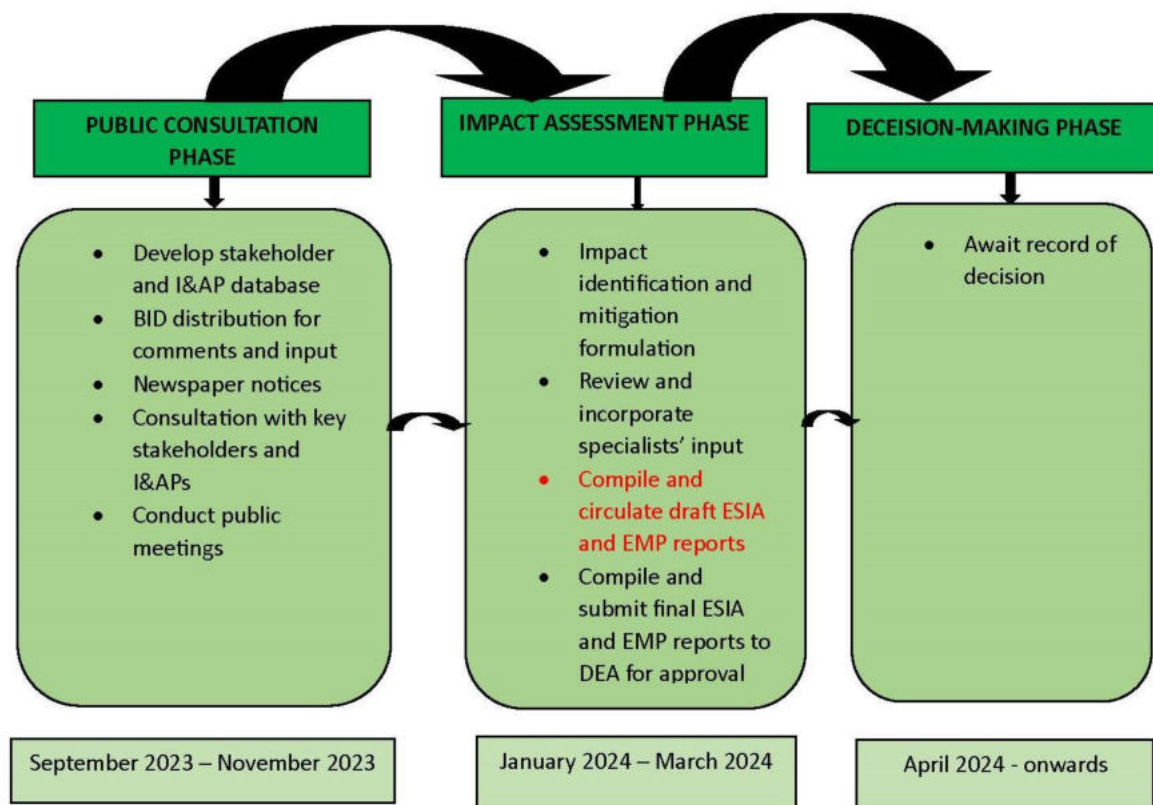 PUBLIC CONSULTATION
PHASE
• Develop stakeholder
and I&AP database
• BID distribution for
comments and input
• Newspaper notices
• Consultation with key
stakeholders and
I&APs
• Conduct public
meetings
September 2023 – November 2023
IMPACT ASSESSMENT PHASE
• Impact
identification and
mitigation
formulation
• Review and
incorporate
specialists’ input
• Compile and
circulate draft ESIA
and EMP reports
• Compile and
submit final ESIA
and EMP reports to
DEA for approval
January 2024 – March 2024
DECEISION-MAKING PHASE
• Await record of
decision
April 2024 - onwards